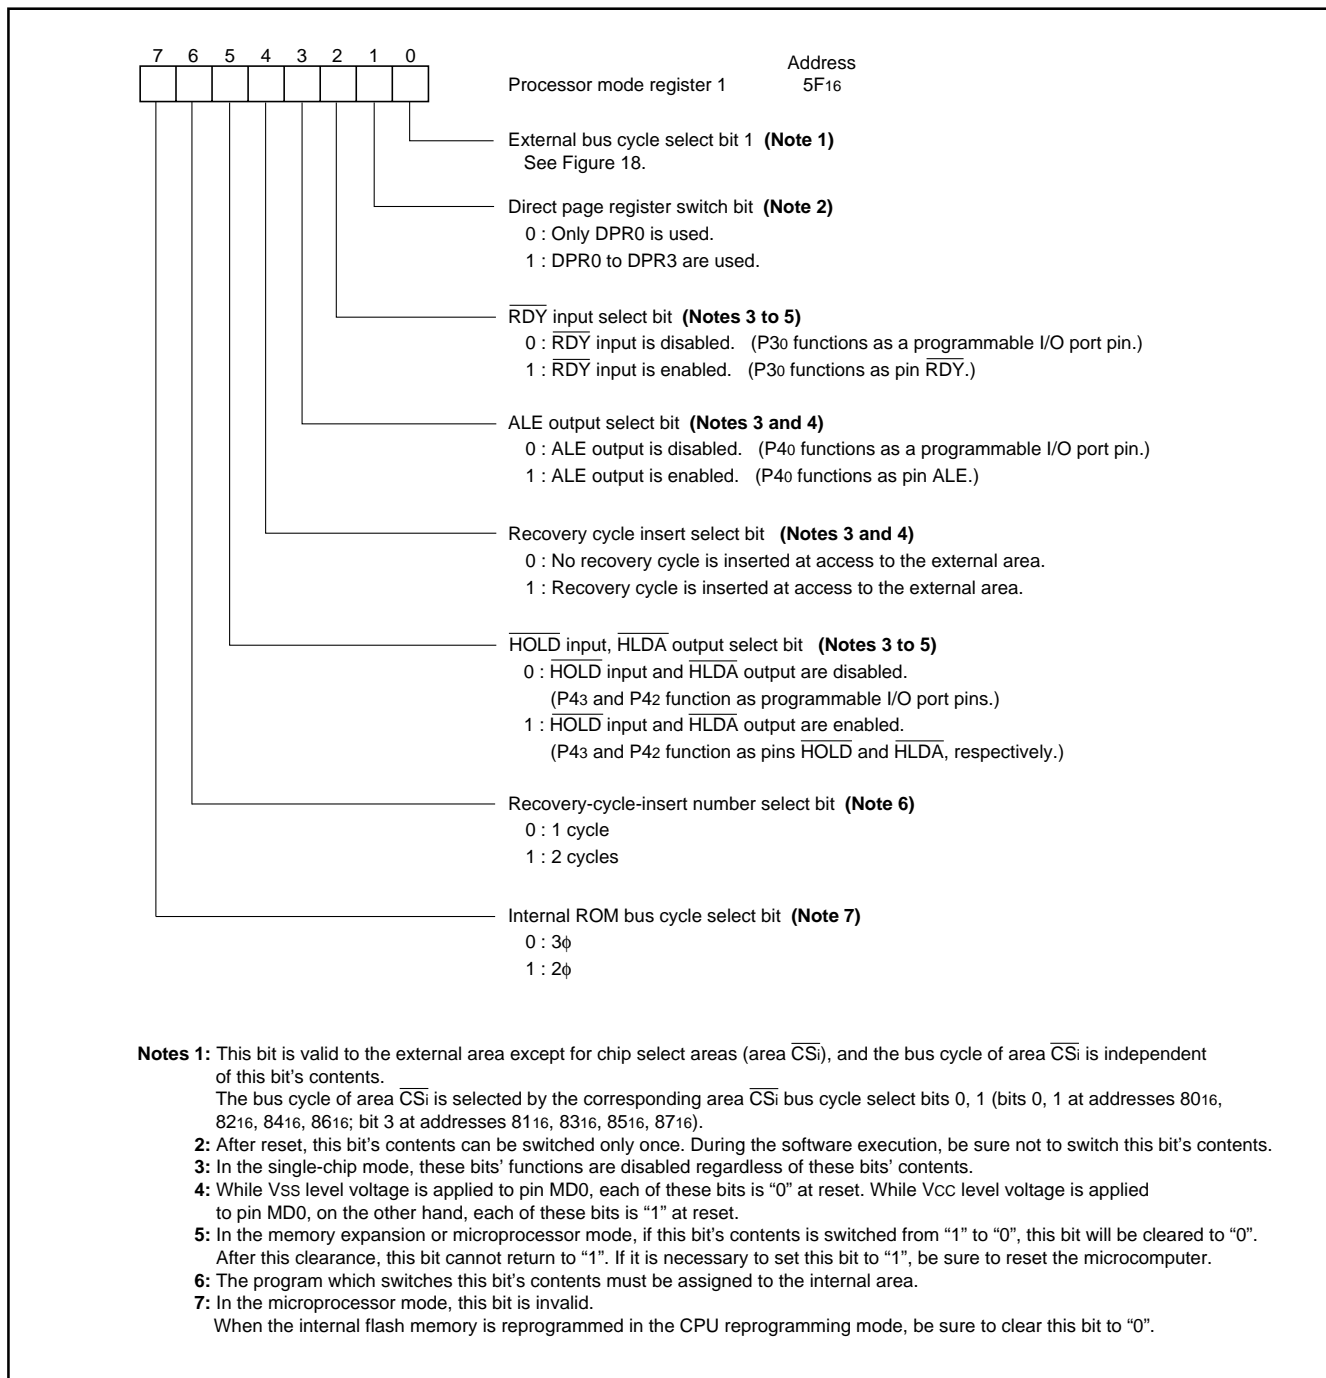 7 6 5 4 3 2 1 0
Address
Processor mode register 1 5F16
External bus cycle select bit 1 (Note 1)
See Figure 18.
Direct page register switch bit (Note 2)
0 : Only DPR0 is used.
1 : DPR0 to DPR3 are used.
RDY input select bit (Notes 3 to 5)
0 : RDY input is disabled. (P30 functions as a programmable I/O port pin.)
1 : RDY input is enabled. (P30 functions as pin RDY.)
ALE output select bit (Notes 3 and 4)
0 : ALE output is disabled. (P40 functions as a programmable I/O port pin.)
1 : ALE output is enabled. (P40 functions as pin ALE.)
Recovery cycle insert select bit (Notes 3 and 4)
0 : No recovery cycle is inserted at access to the external area.
1 : Recovery cycle is inserted at access to the external area.
HOLD input, HLDA output select bit (Notes 3 to 5)
0 : HOLD input and HLDA output are disabled.
(P43 and P42 function as programmable I/O port pins.)
1 : HOLD input and HLDA output are enabled.
(P43 and P42 function as pins HOLD and HLDA, respectively.)
Recovery-cycle-insert number select bit (Note 6)
0 : 1 cycle
1 : 2 cycles
Internal ROM bus cycle select bit (Note 7)
0 : 3φ
1 : 2φ
Notes 1: This bit is valid to the external area except for chip select areas (area CSi), and the bus cycle of area CSi is independent
of this bit's contents.
The bus cycle of area CSi is selected by the corresponding area CSi bus cycle select bits 0, 1 (bits 0, 1 at addresses 8016,
8216, 8416, 8616; bit 3 at addresses 8116, 8316, 8516, 8716).
2: After reset, this bit's contents can be switched only once. During the software execution, be sure not to switch this bit's contents.
3: In the single-chip mode, these bits' functions are disabled regardless of these bits' contents.
4: While VSS level voltage is applied to pin MD0, each of these bits is “0” at reset. While VCC level voltage is applied
to pin MD0, on the other hand, each of these bits is “1” at reset.
5: In the memory expansion or microprocessor mode, if this bit's contents is switched from “1” to “0”, this bit will be cleared to “0”.
After this clearance, this bit cannot return to “1”. If it is necessary to set this bit to “1”, be sure to reset the microcomputer.
6: The program which switches this bit's contents must be assigned to the internal area.
7: In the microprocessor mode, this bit is invalid.
When the internal flash memory is reprogrammed in the CPU reprogramming mode, be sure to clear this bit to “0”.